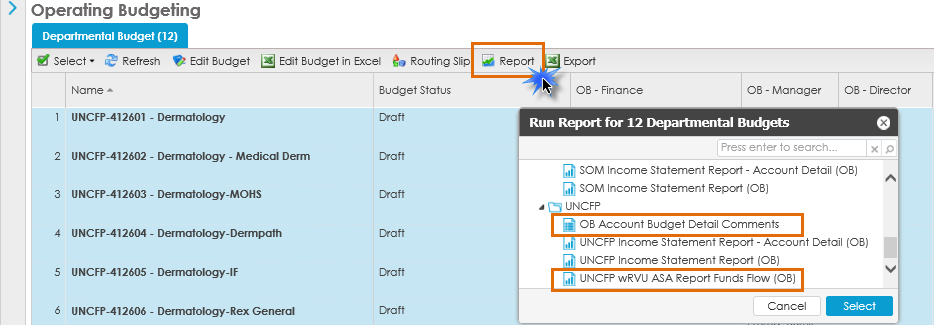 Operating Budgeting
Departmental Budget (12)
Select Refresh Edit Budget Edit Budget in Excel Routing Slip Report Export
Name Budget Status OB - Finance OB - Manager OB - Director
1 UNCFP-412601 - Dermatology Draft
2 UNCFP-412602 - Dermatology - Medical Derm Draft
3 UNCFP-412603 - Dermatology-MOHS Draft
4 UNCFP-412604 - Dermatology-Dermpath Draft
5 UNCFP-412605 - Dermatology-IF Draft
6 UNCFP-412606 - Dermatology-Rex General Draft
Run Report for 12 Departmental Budgets
Press enter to search...
SOM Income Statement Report - Account Detail (OB)
SOM Income Statement Report (OB)
UNCFP
OB Account Budget Detail Comments
UNCFP Income Statement Report - Account Detail (OB)
UNCFP Income Statement Report (OB)
UNCFP wRVU ASA Report Funds Flow (OB)
Cancel Select